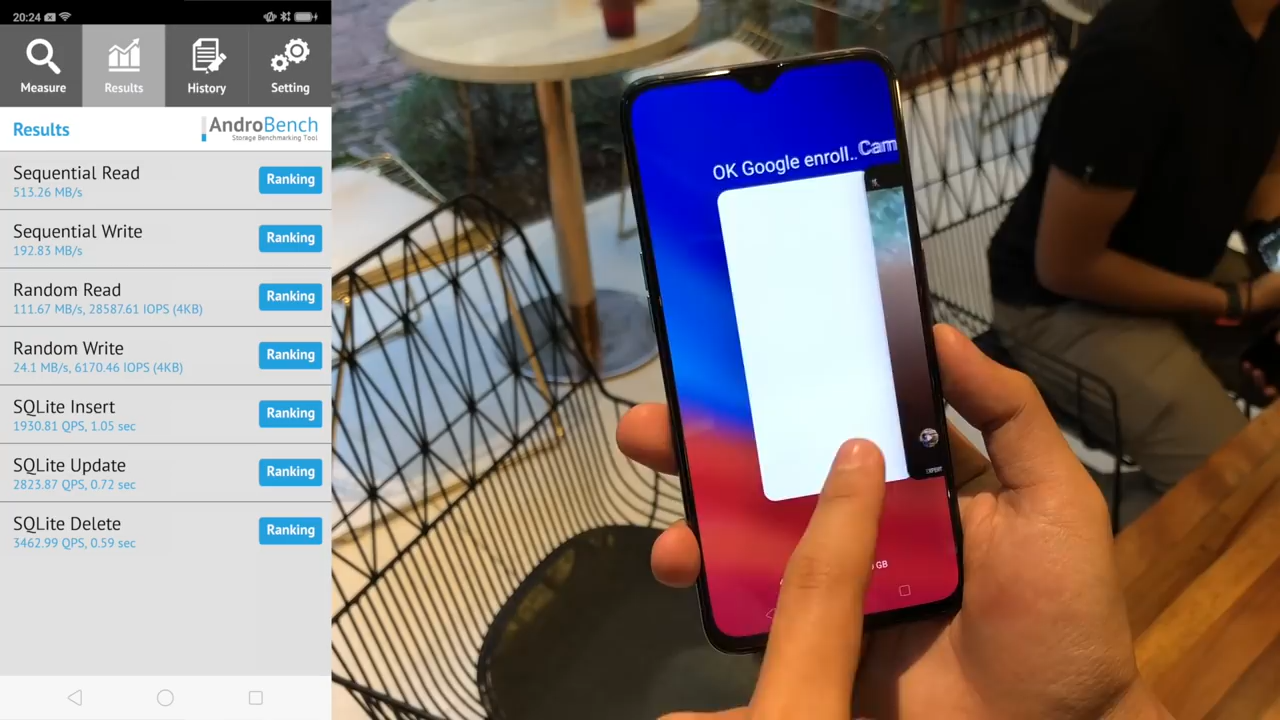 20:24
Measure
Results
History
Setting
Results
AndroBench
Storage Benchmarking Tool
Sequential Read
513.26 MB/s
Ranking
Sequential Write
192.83 MB/s
Ranking
Random Read
111.67 MB/s, 28587.61 IOPS (4KB)
Ranking
Random Write
24.1 MB/s, 6170.46 IOPS (4KB)
Ranking
SQLite Insert
1930.81 QPS, 1.05 sec
Ranking
SQLite Update
2823.87 QPS, 0.72 sec
Ranking
SQLite Delete
3462.99 QPS, 0.59 sec
Ranking
OK Google enroll..
Cam
EXPERT
GB